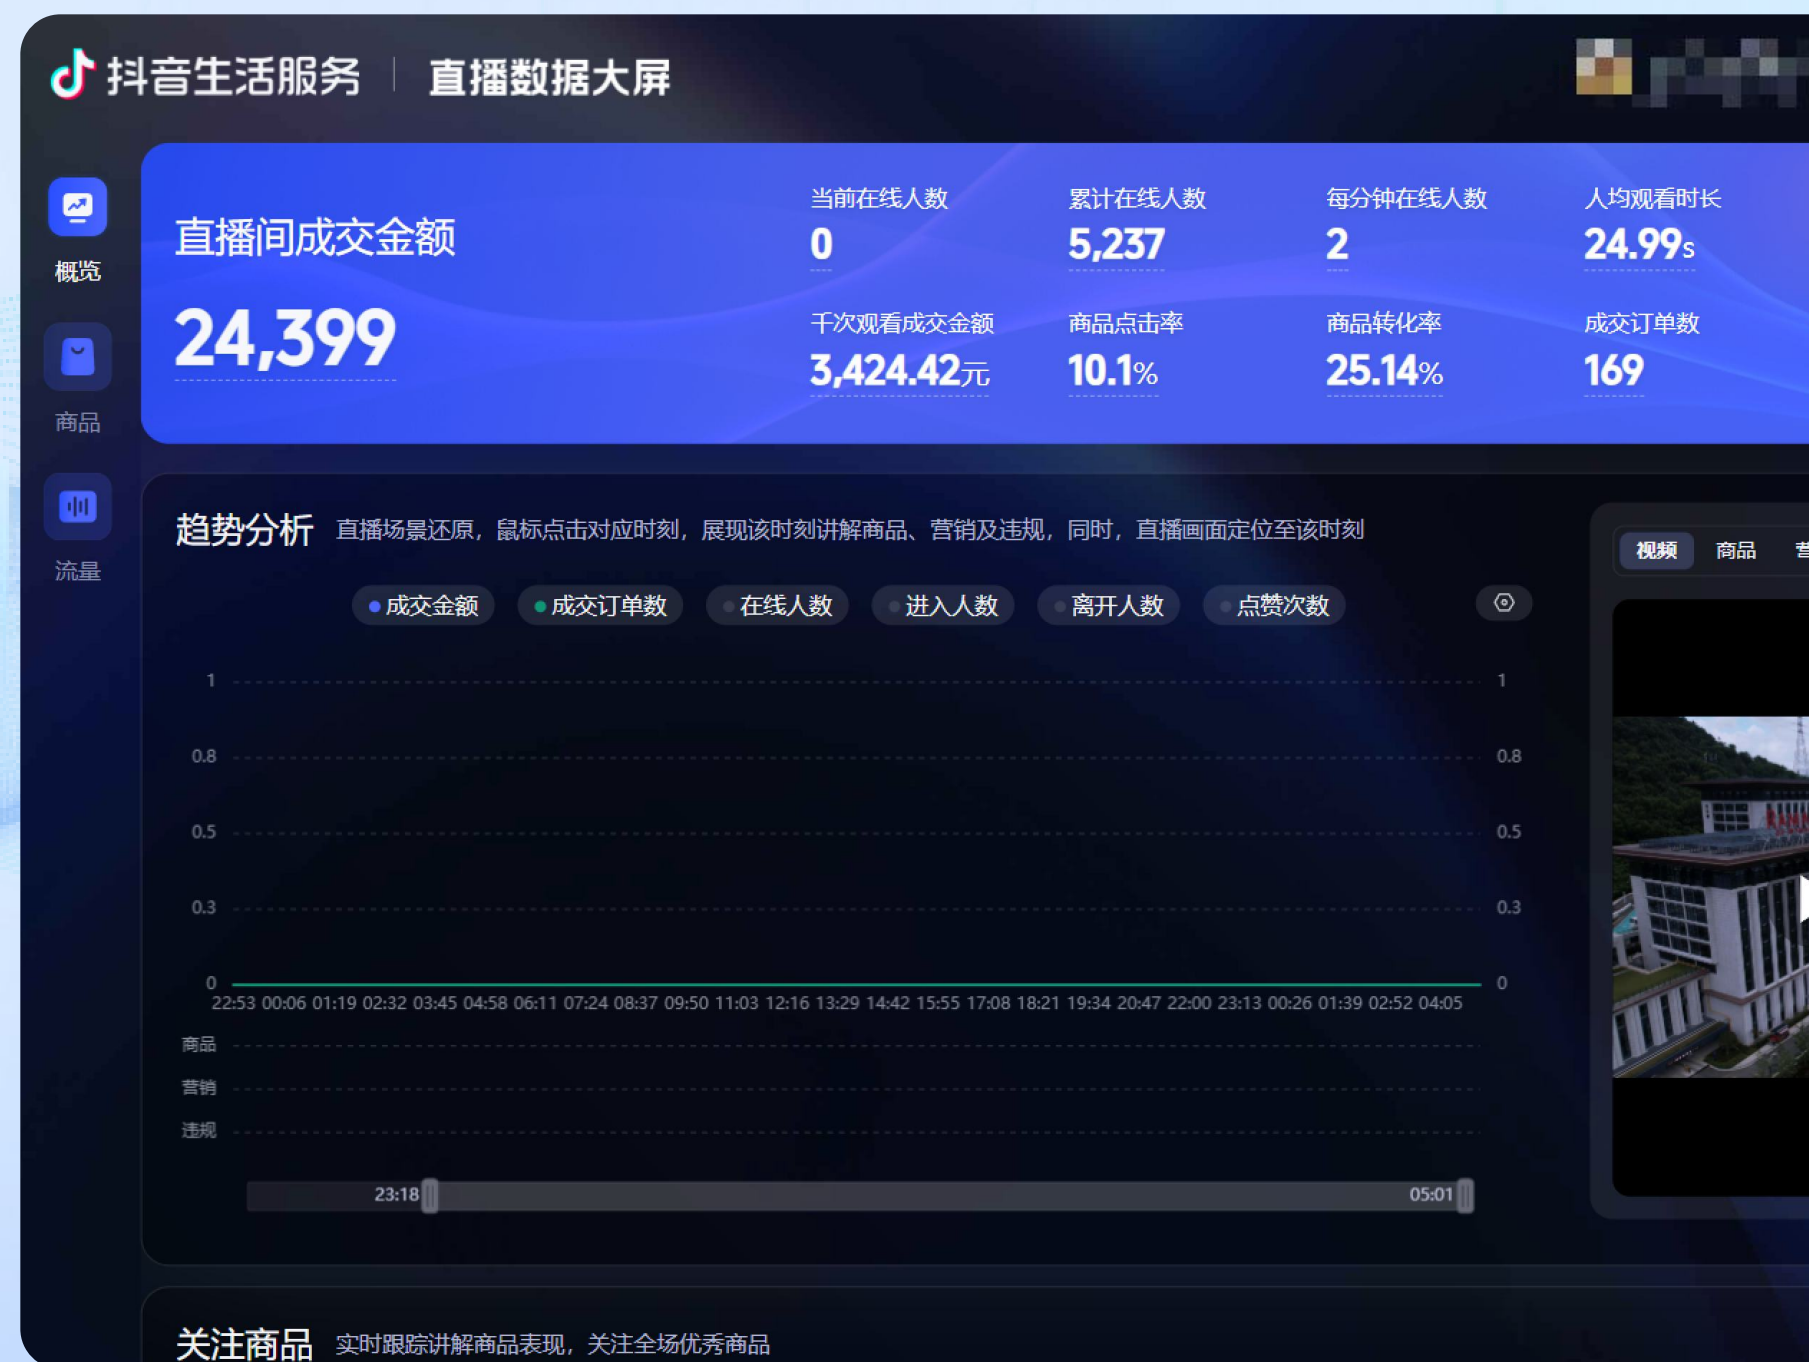 抖音生活服务 直播数据大屏
概览
商品
流量
直播间成交金额
24,399
当前在线人数 累计在线人数 每分钟在线人数 人均观看时长
0 5,237 2 24.99s
千次观看成交金额 商品点击率 商品转化率 成交订单数
3,424.42元 10.1% 25.14% 169
趋势分析 直播场景还原，鼠标点击对应时刻，展现该时刻讲解商品、营销及违规，同时，直播画面定位至该时刻
成交金额 成交订单数 在线人数 进入人数 离开人数 点赞次数
视频 商品
1 1
0.8 0.8
0.5 0.5
0.3 0.3
0 0
22:53 00:06 01:19 02:32 03:45 04:58 06:11 07:24 08:37 09:50 11:03 12:16 13:29 14:42 15:55 17:08 18:21 19:34 20:47 22:00 23:13 00:26 01:39 02:52 04:05
商品
营销
违规
23:18 05:01
关注商品 实时跟踪讲解商品表现，关注全场优秀商品